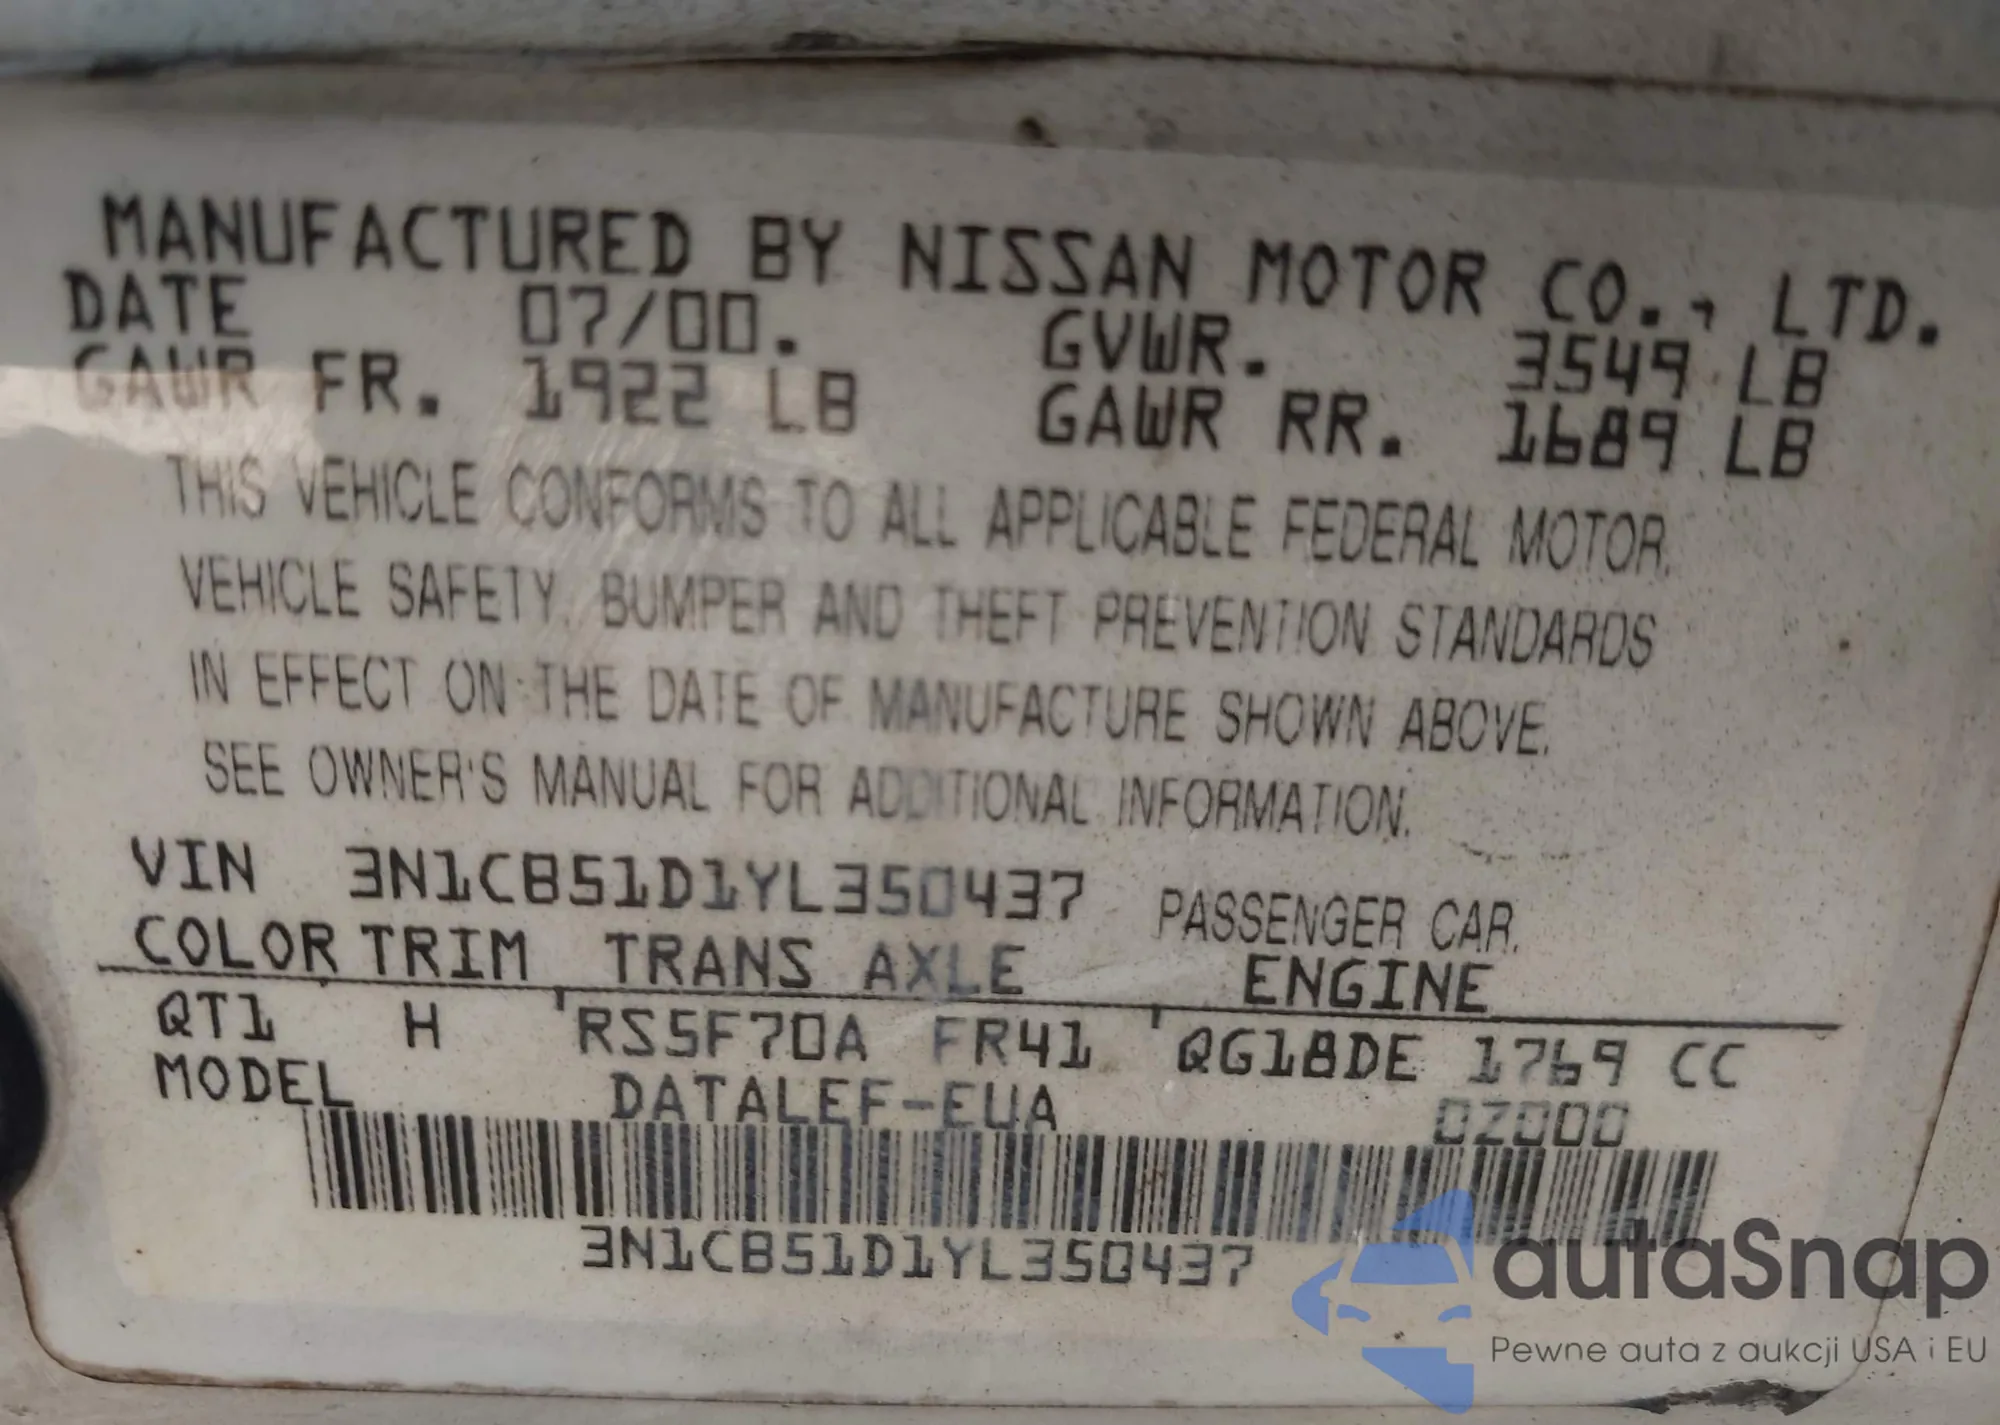 MANUFACTURED BY NISSAN MOTOR CO., LTD.
DATE 07/00. GVWR. 3549 LB
GAWR FR. 1922 LB GAWR RR. 1689 LB
THIS VEHICLE CONFORMS TO ALL APPLICABLE FEDERAL MOTOR
VEHICLE SAFETY, BUMPER AND THEFT PREVENTION STANDARDS
IN EFFECT ON THE DATE OF MANUFACTURE SHOWN ABOVE.
SEE OWNER'S MANUAL FOR ADDITIONAL INFORMATION.
VIN 3N1CB51D1YL350437 PASSENGER CAR.
COLOR TRIM TRANS AXLE ENGINE
QT1 H RS5F70A FR41 QG18DE 1769 CC
MODEL DATALEF-EUA 0Z000
3N1CB51D1YL350437
autaSnap
Pewne auta z aukcji USA i EU